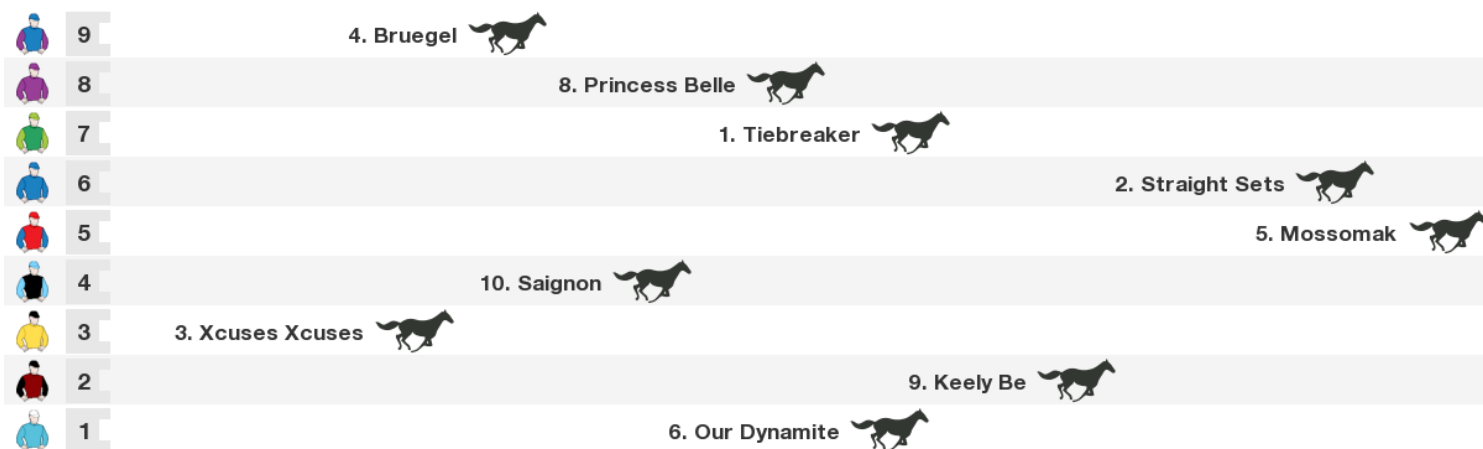 9 4. Bruegel
8 8. Princess Belle
7 1. Tiebreaker
6 2. Straight Sets
5 5. Mossomak
4 10. Saignon
3 3. Xcuses Xcuses
2 9. Keely Be
1 6. Our Dynamite